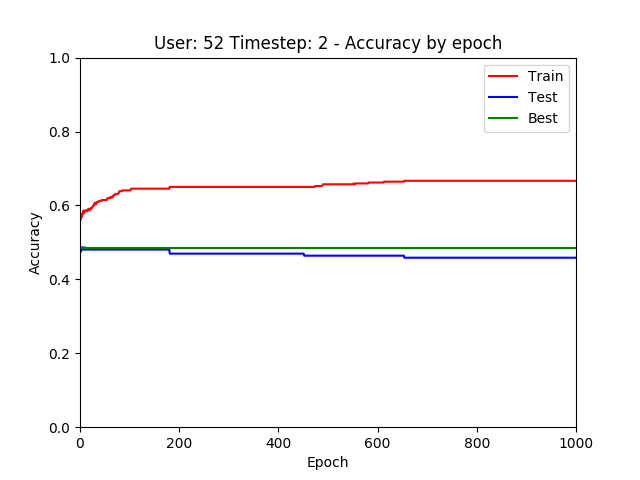 User: 52 Timestep: 2 - Accuracy by epoch
1.0
0.8
0.6
0.4
0.2
0.0
Accuracy
Train
Test
Best
0 200 400 600 800 1000
Epoch